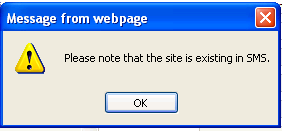 Message from webpage
Please note that the site is existing in SMS.
OK